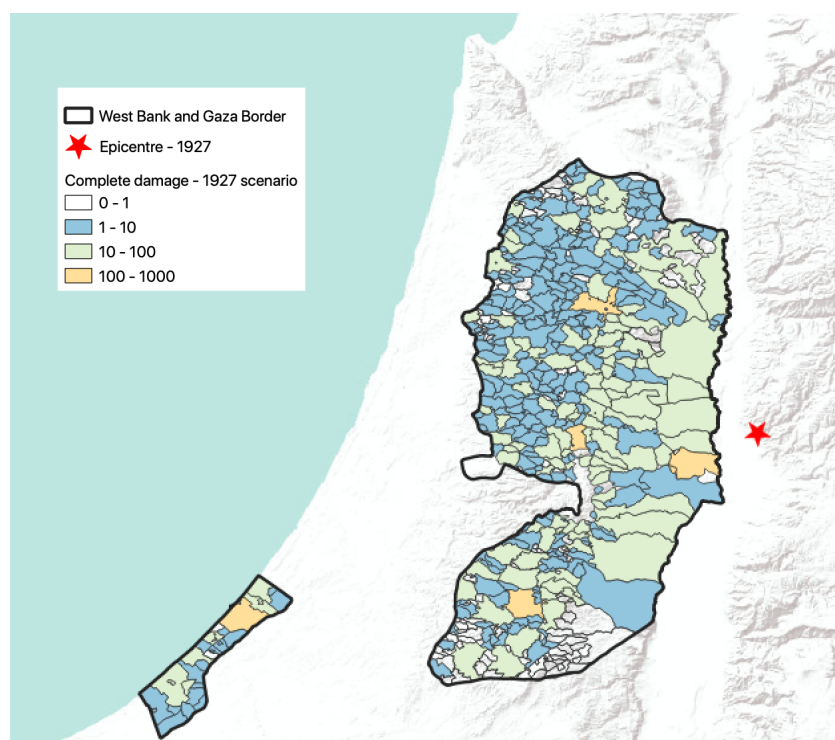 West Bank and Gaza Border
Epicentre - 1927
Complete damage - 1927 scenario
0 - 1
1 - 10
10 - 100
100 - 1000